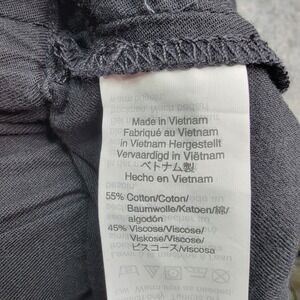 Made in Vietnam
Fabriqué au Vietnam
in Vietnam Hergestellt
Vervaardigd in Viëtnam
ベトナム製
Hecho en Vietnam
55% Cotton/Coton/
Baumwolle/Katoen/綿/
algodón
45% Viscose/Viscose/
Viskose/Viscose/
ビスコース/viscosa